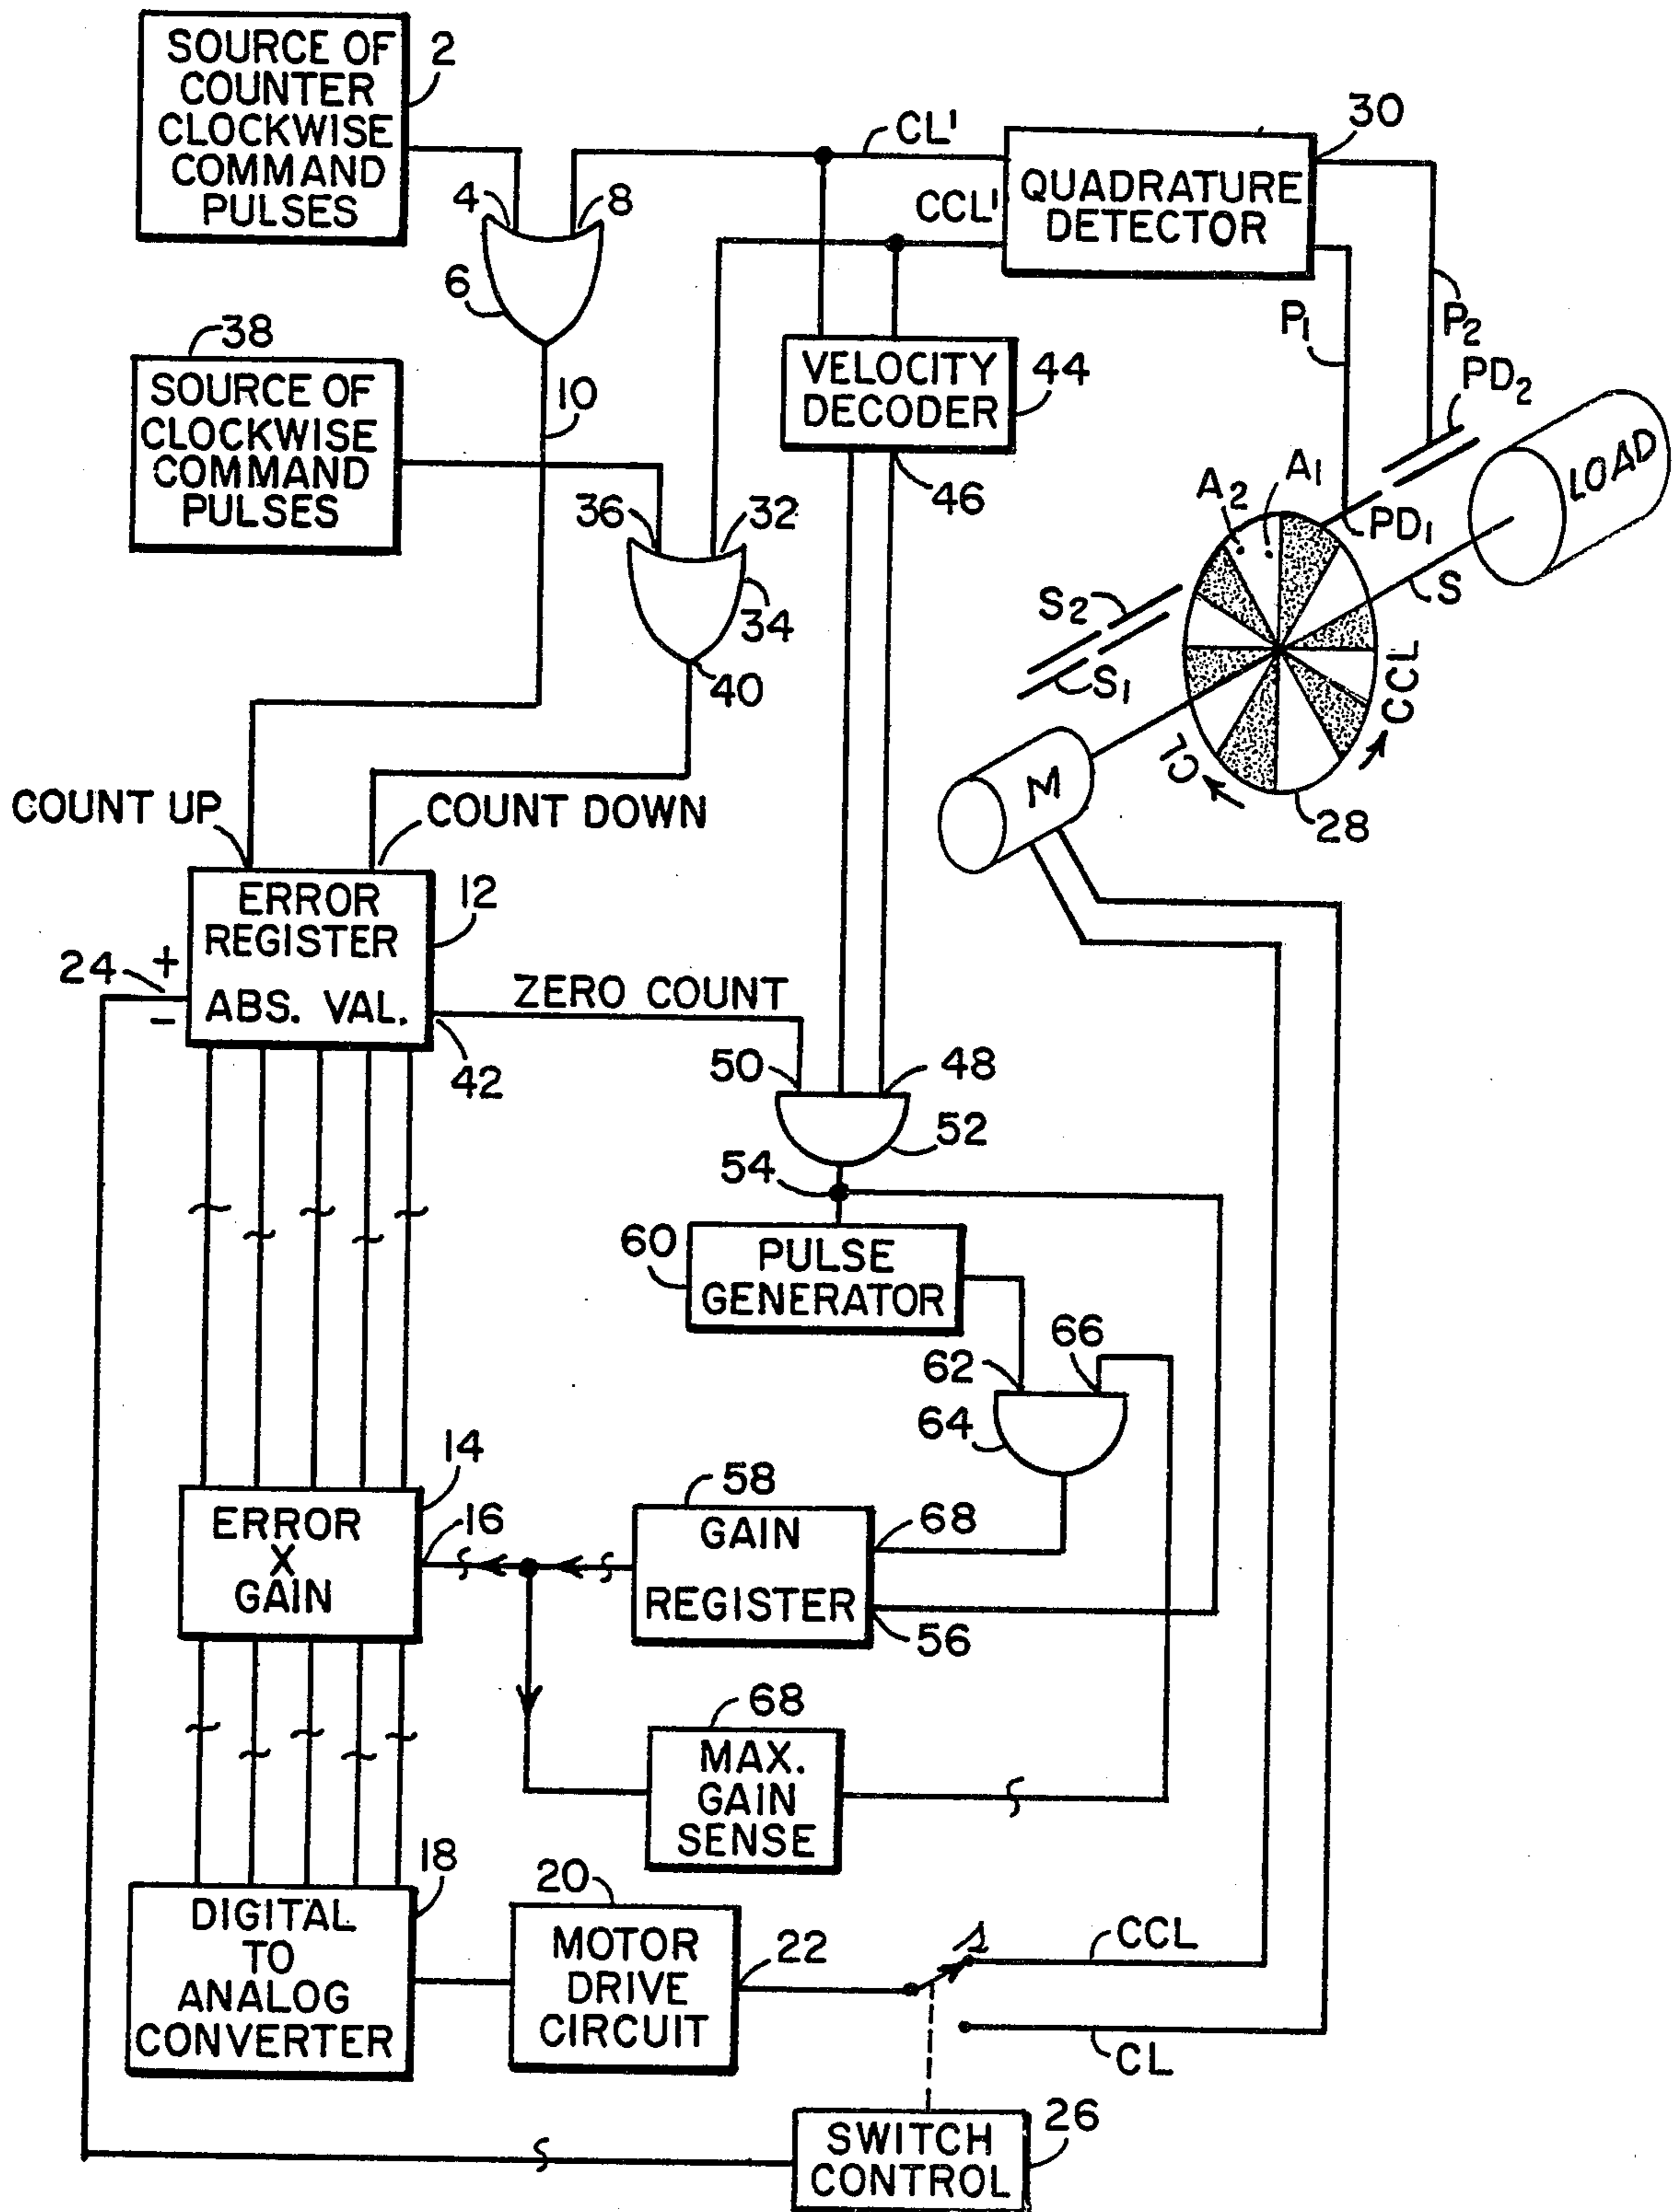 SOURCE OF
COUNTER
CLOCKWISE
COMMAND
PULSES
2
4
8
6
10
CL'
CCL'
30
QUADRATURE
DETECTOR
P1
P2
PD2
PD1
LOAD
38
SOURCE OF
CLOCKWISE
COMMAND
PULSES
VELOCITY
DECODER
44
46
36
32
34
40
A2
A1
S
S2
S1
CCL
CL
28
M
COUNT UP
COUNT DOWN
ERROR
REGISTER
ABS. VAL.
12
24
+
−
ZERO COUNT
42
50
48
52
54
60
PULSE
GENERATOR
62
66
64
14
ERROR
X
GAIN
16
58
GAIN
REGISTER
68
56
68
MAX.
GAIN
SENSE
18
DIGITAL
TO
ANALOG
CONVERTER
20
MOTOR
DRIVE
CIRCUIT
22
s
CCL
CL
SWITCH
CONTROL
26